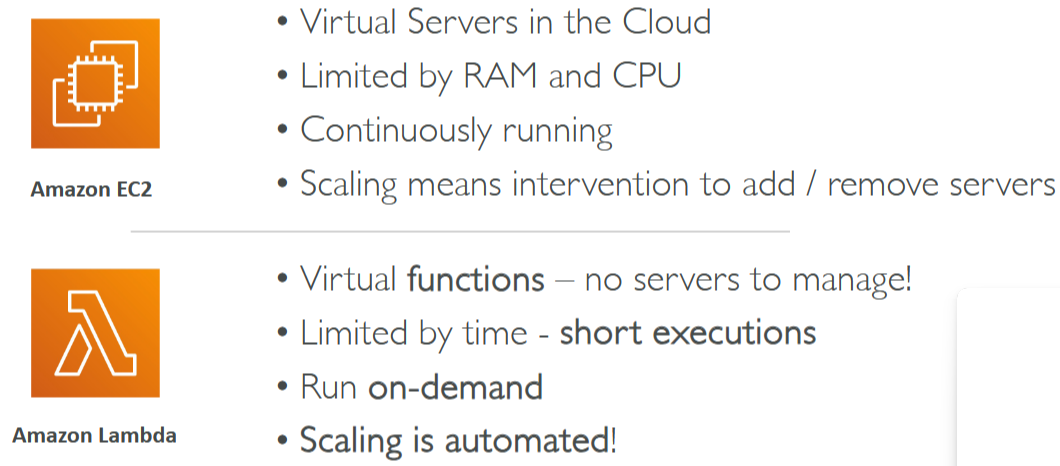 • Virtual Servers in the Cloud
• Limited by RAM and CPU
• Continuously running
Amazon EC2
• Scaling means intervention to add / remove servers
• Virtual functions – no servers to manage!
• Limited by time - short executions
• Run on-demand
Amazon Lambda
• Scaling is automated!